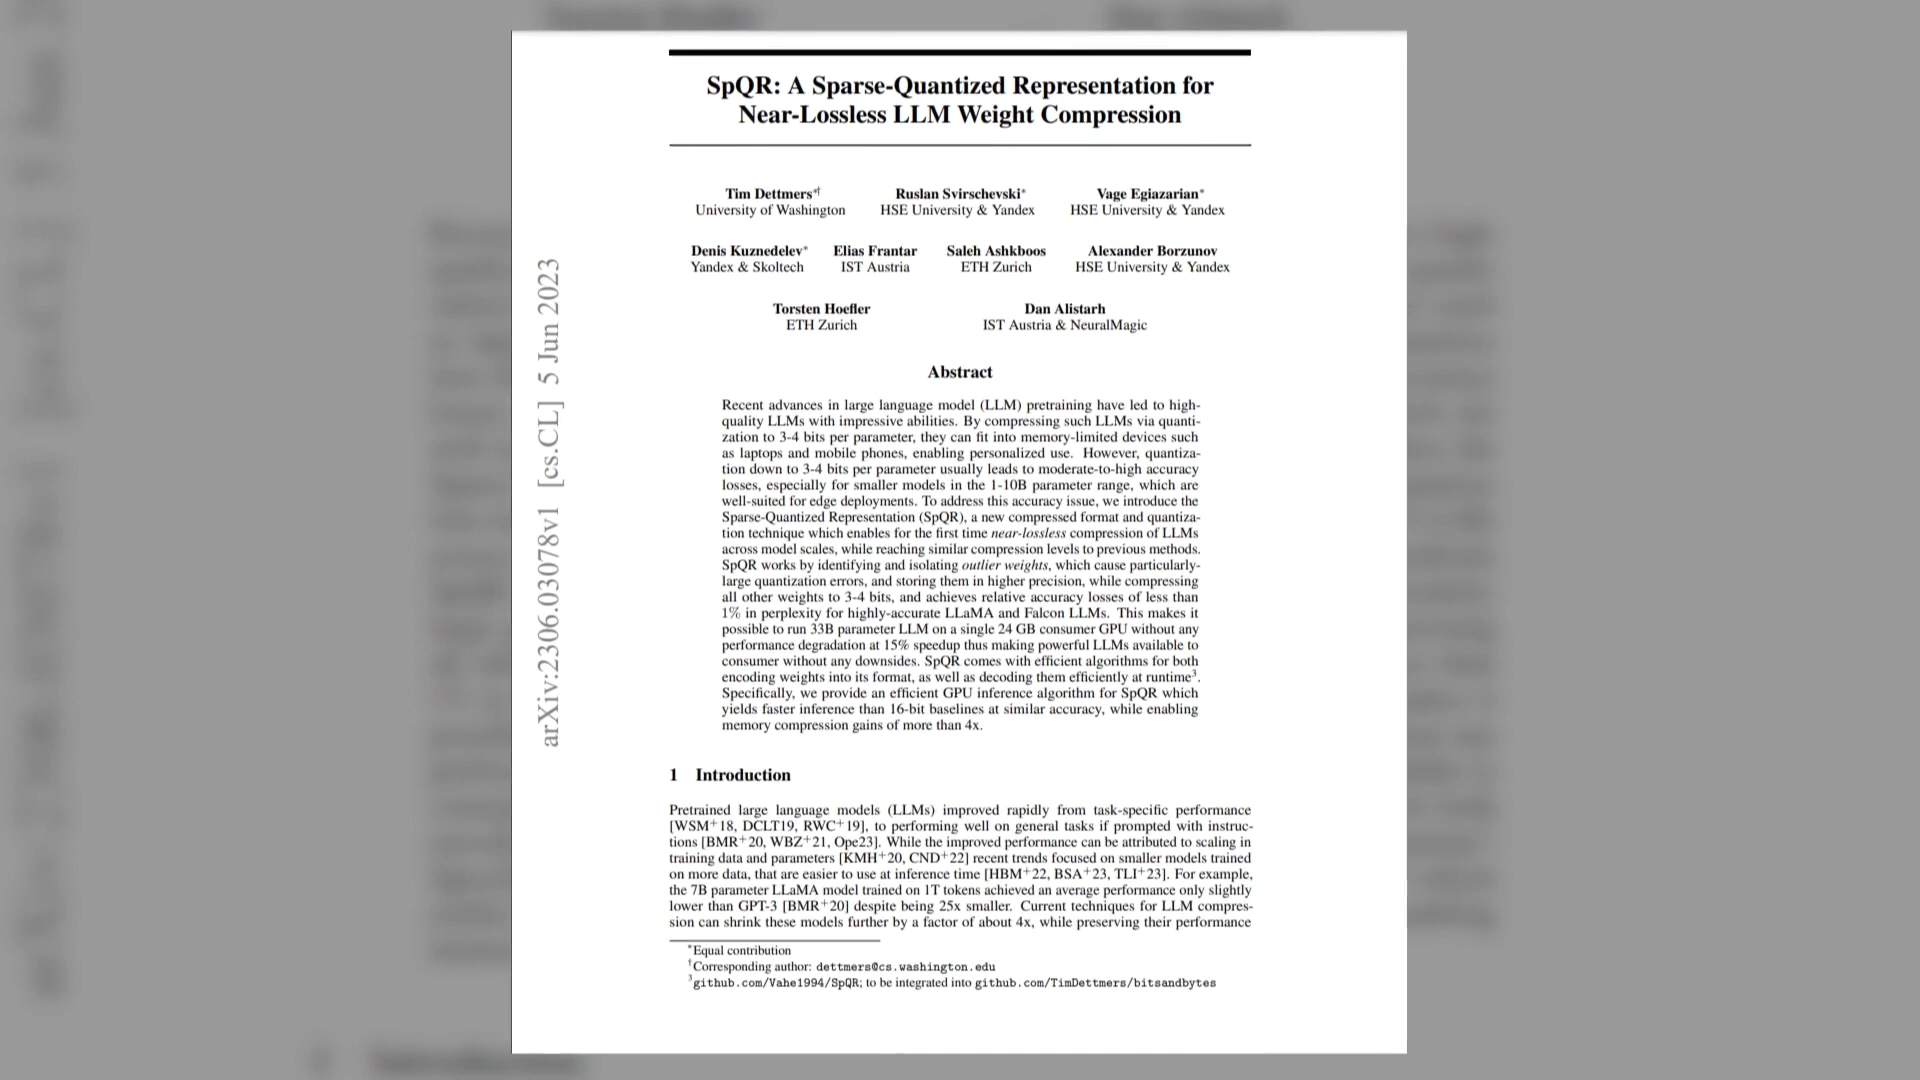 SpQR: A Sparse-Quantized Representation for
Near-Lossless LLM Weight Compression
Tim Dettmers*† Ruslan Svirschevski* Vage Egiazarian*
University of Washington HSE University & Yandex HSE University & Yandex
Denis Kuznedelev* Elias Frantar Saleh Ashkboos Alexander Borzunov
Yandex & Skoltech IST Austria ETH Zurich HSE University & Yandex
Torsten Hoefler Dan Alistarh
ETH Zurich IST Austria & NeuralMagic
arXiv:2306.03078v1 [cs.CL] 5 Jun 2023
Abstract
Recent advances in large language model (LLM) pretraining have led to high-
quality LLMs with impressive abilities. By compressing such LLMs via quanti-
zation to 3-4 bits per parameter, they can fit into memory-limited devices such
as laptops and mobile phones, enabling personalized use. However, quantiza-
tion down to 3-4 bits per parameter usually leads to moderate-to-high accuracy
losses, especially for smaller models in the 1-10B parameter range, which are
well-suited for edge deployments. To address this accuracy issue, we introduce the
Sparse-Quantized Representation (SpQR), a new compressed format and quantiza-
tion technique which enables for the first time near-lossless compression of LLMs
across model scales, while reaching similar compression levels to previous methods.
SpQR works by identifying and isolating outlier weights, which cause particularly-
large quantization errors, and storing them in higher precision, while compressing
all other weights to 3-4 bits, and achieves relative accuracy losses of less than
1% in perplexity for highly-accurate LLaMA and Falcon LLMs. This makes it
possible to run 33B parameter LLM on a single 24 GB consumer GPU without any
performance degradation at 15% speedup thus making powerful LLMs available to
consumer without any downsides. SpQR comes with efficient algorithms for both
encoding weights into its format, as well as decoding them efficiently at runtime³.
Specifically, we provide an efficient GPU inference algorithm for SpQR which
yields faster inference than 16-bit baselines at similar accuracy, while enabling
memory compression gains of more than 4x.
1 Introduction
Pretrained large language models (LLMs) improved rapidly from task-specific performance
[WSM+18, DCLT19, RWC+19], to performing well on general tasks if prompted with instruc-
tions [BMR+20, WBZ+21, Ope23]. While the improved performance can be attributed to scaling in
training data and parameters [KMH+20, CND+22] recent trends focused on smaller models trained
on more data, that are easier to use at inference time [HBM+22, BSA+23, TLI+23]. For example,
the 7B parameter LLaMA model trained on 1T tokens achieved an average performance only slightly
lower than GPT-3 [BMR+20] despite being 25x smaller. Current techniques for LLM compres-
sion can shrink these models further by a factor of about 4x, while preserving their performance
*Equal contribution
†Corresponding author: dettmers@cs.washington.edu
³github.com/Vahe1994/SpQR; to be integrated into github.com/TimDettmers/bitsandbytes